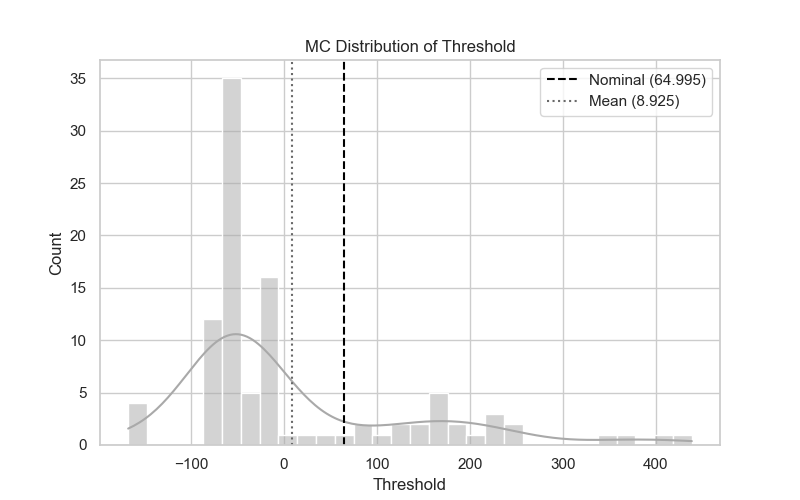 MC Distribution of Threshold
Nominal (64.995)
Mean (8.925)
Count
35
30
25
20
15
10
5
0
−100
0
100
200
300
400
Threshold